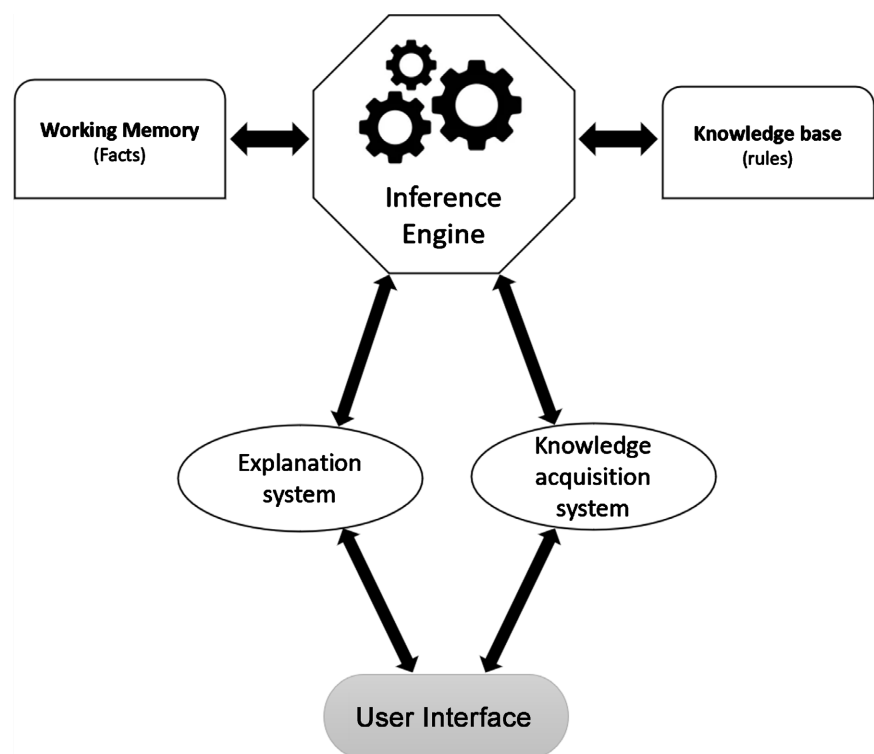 Working Memory
(Facts)
Inference
Engine
Knowledge base
(rules)
Explanation
system
Knowledge
acquisition
system
User Interface